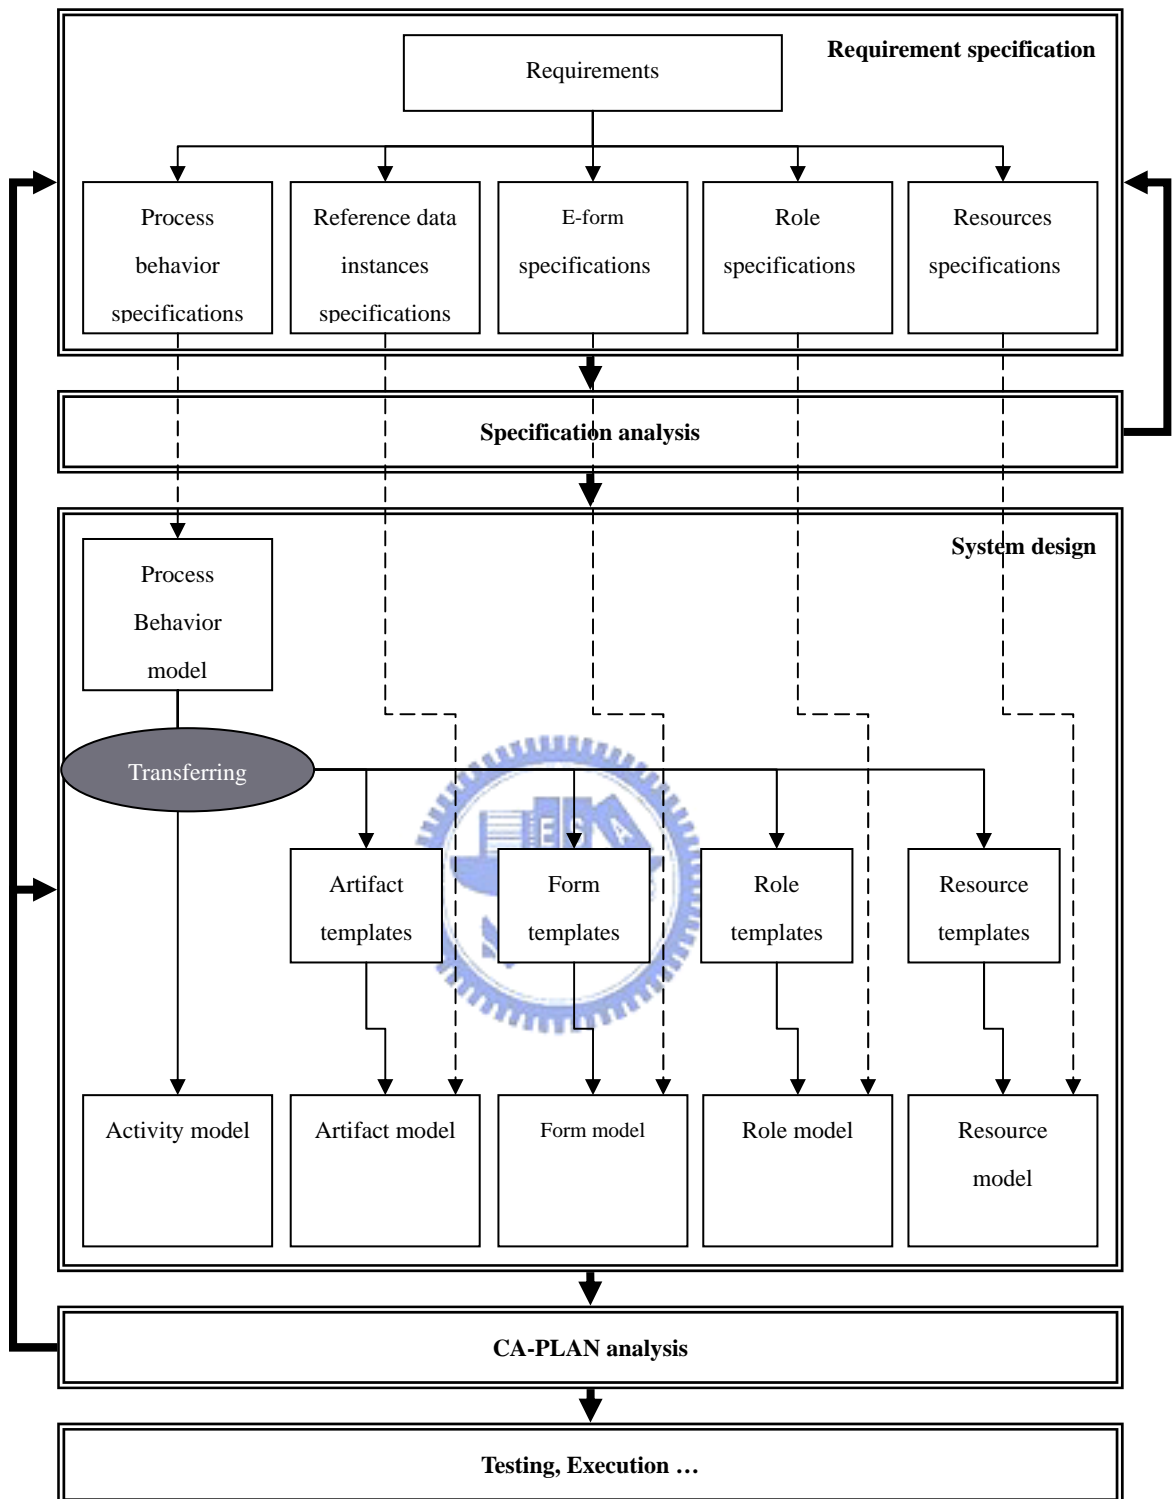 Requirement specification
Requirements
Process
behavior
specifications
Reference data
instances
specifications
E-form
specifications
Role
specifications
Resources
specifications
Specification analysis
System design
Process
Behavior
model
Transferring
Artifact
templates
Form
templates
Role
templates
Resource
templates
Activity model
Artifact model
Form model
Role model
Resource
model
CA-PLAN analysis
Testing, Execution …